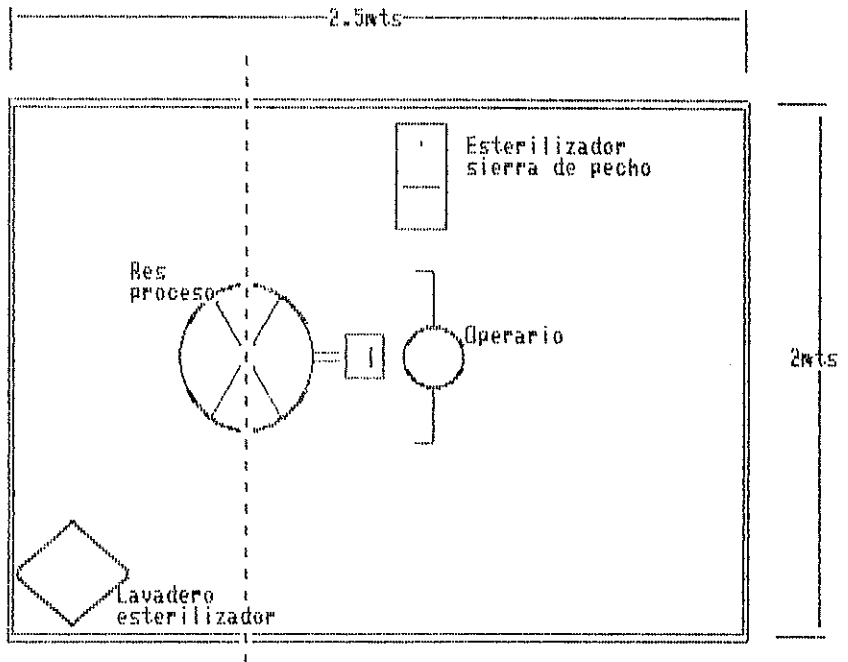 2.5mts
Esterilizador
sierra de pecho
Res
proceso
Operario
2mts
Lavadero
esterilizador